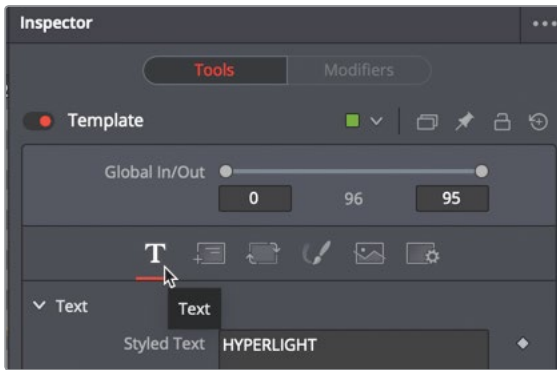 Inspector
Tools Modifiers
Template
Global In/Out
0 96 95
T
Text
Text
Styled Text HYPERLIGHT